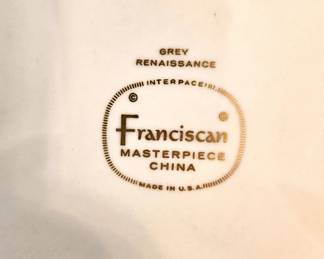 GREY
RENAISSANCE
INTERPACE
©
®
Franciscan
MASTERPIECE
CHINA
MADE IN U.S.A.